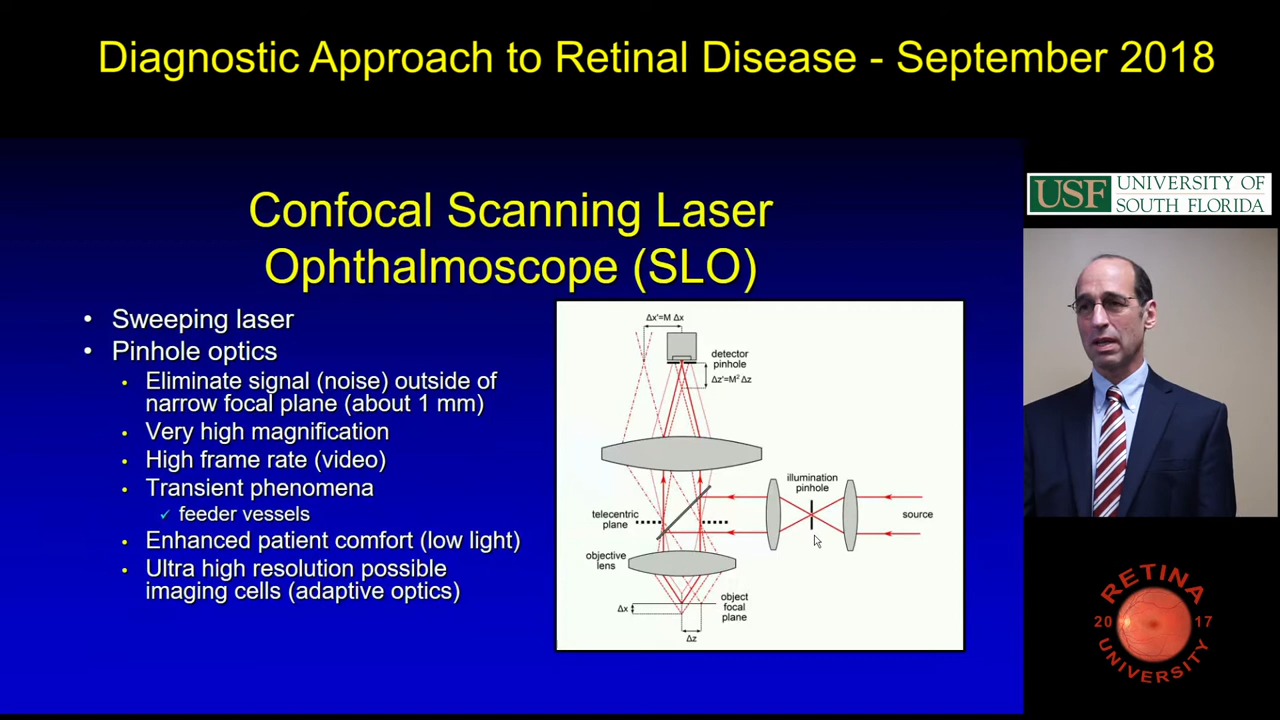 Diagnostic Approach to Retinal Disease - September 2018
USF UNIVERSITY OF
SOUTH FLORIDA
Confocal Scanning Laser
Ophthalmoscope (SLO)
• Sweeping laser
• Pinhole optics
• Eliminate signal (noise) outside of
narrow focal plane (about 1 mm)
• Very high magnification
• High frame rate (video)
• Transient phenomena
✓ feeder vessels
• Enhanced patient comfort (low light)
• Ultra high resolution possible
imaging cells (adaptive optics)
Δx'=M Δx
detector
pinhole
Δz'=M² Δz
illumination
pinhole
telecentric
plane
source
objective
lens
object
focal
plane
Δx
Δz
RETINA
20 17
UNIVERSITY